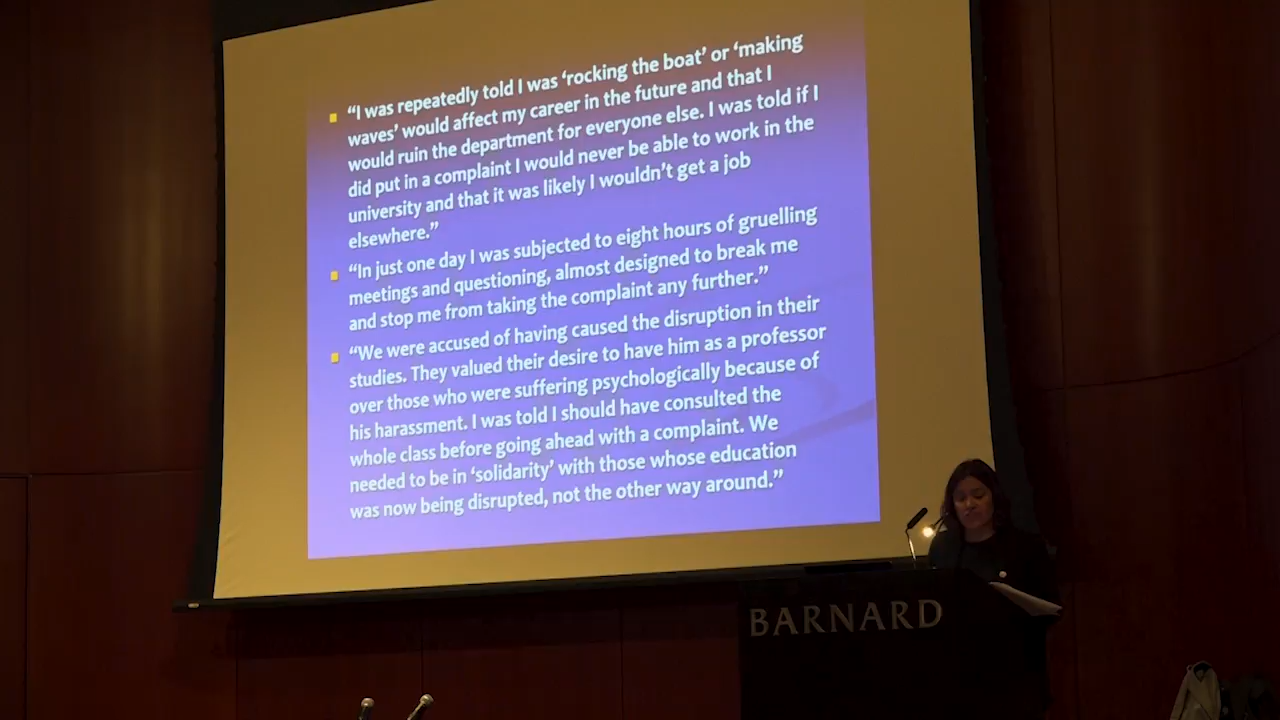 “I was repeatedly told I was ‘rocking the boat’ or ‘making
waves’ would affect my career in the future and that I
would ruin the department for everyone else. I was told if I
did put in a complaint I would never be able to work in the
university and that it was likely I wouldn’t get a job
elsewhere.”
“In just one day I was subjected to eight hours of gruelling
meetings and questioning, almost designed to break me
and stop me from taking the complaint any further.”
“We were accused of having caused the disruption in their
studies. They valued their desire to have him as a professor
over those who were suffering psychologically because of
his harassment. I was told I should have consulted the
whole class before going ahead with a complaint. We
needed to be in ‘solidarity’ with those whose education
was now being disrupted, not the other way around.”
BARNARD